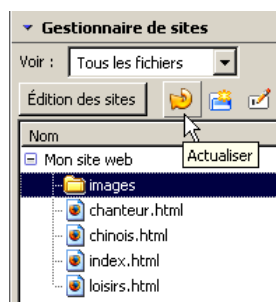 Gestionnaire de sites
Voir : Tous les fichiers
Édition des sites
Nom
Actualiser
Mon site web
images
chanteur.html
chinois.html
index.html
loisirs.html